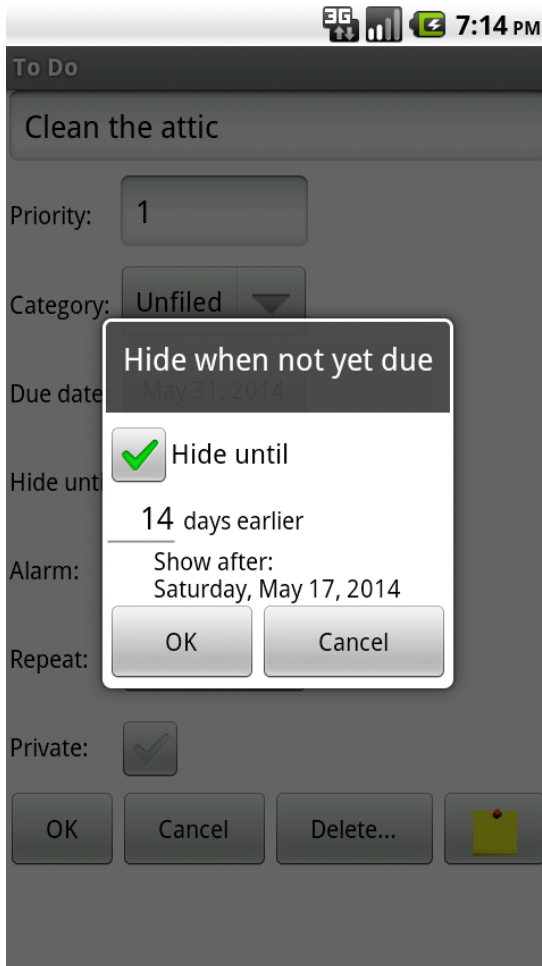 3G 7:14 PM
To Do
Clean the attic
Priority: 1
Category: Unfiled
Hide when not yet due
Due date: May 31, 2014
Hide unti
Hide until
14 days earlier
Alarm:
Show after:
Saturday, May 17, 2014
OK Cancel
Repeat:
Private:
OK Cancel Delete...